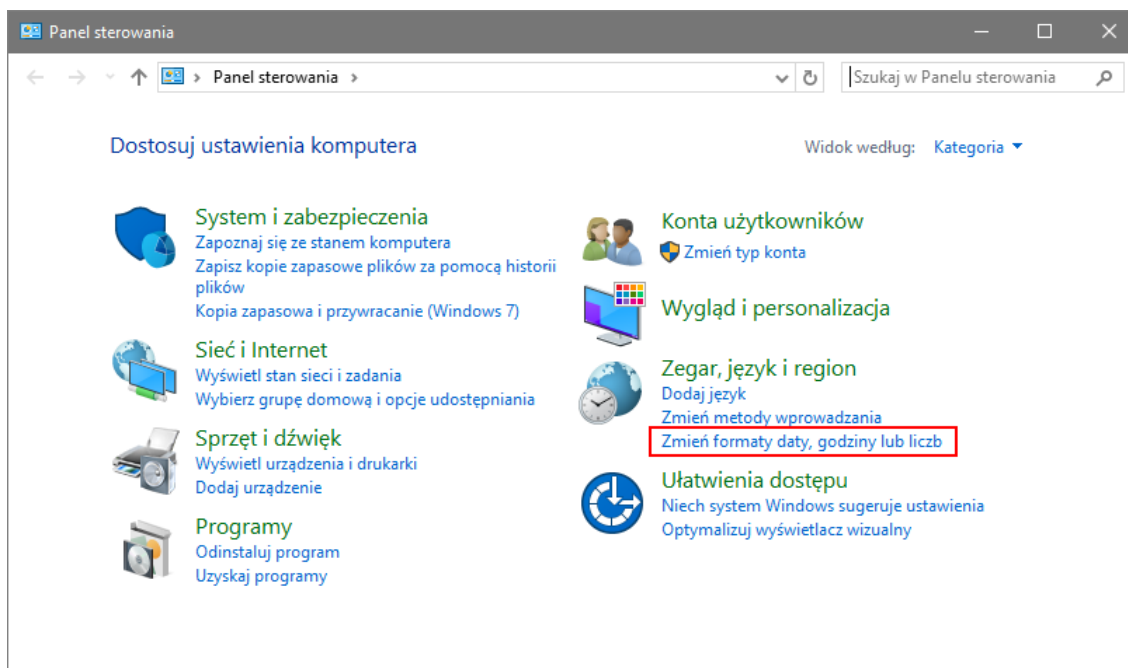 Panel sterowania
Panel sterowania
Szukaj w Panelu sterowania
Dostosuj ustawienia komputera
Widok według: Kategoria
System i zabezpieczenia
Zapoznaj się ze stanem komputera
Zapisz kopie zapasowe plików za pomocą historii
plików
Kopia zapasowa i przywracanie (Windows 7)
Sieć i Internet
Wyświetl stan sieci i zadania
Wybierz grupę domową i opcje udostępniania
Sprzęt i dźwięk
Wyświetl urządzenia i drukarki
Dodaj urządzenie
Programy
Odinstaluj program
Uzyskaj programy
Konta użytkowników
Zmień typ konta
Wygląd i personalizacja
Zegar, język i region
Dodaj język
Zmień metody wprowadzania
Zmień formaty daty, godziny lub liczb
Ułatwienia dostępu
Niech system Windows sugeruje ustawienia
Optymalizuj wyświetlacz wizualny